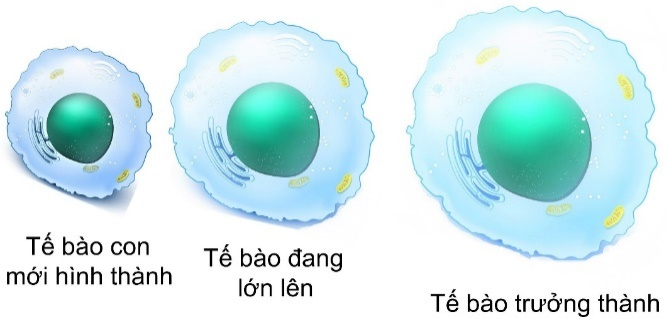 Tế bào con
mới hình thành
Tế bào đang
lớn lên
Tế bào trưởng thành